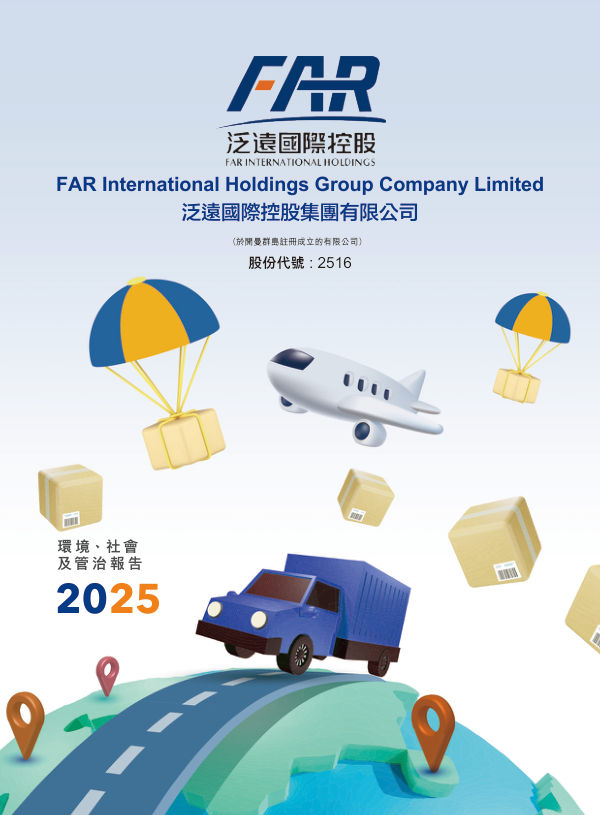 FAR
泛遠國際控股
FAR INTERNATIONAL HOLDINGS
FAR International Holdings Group Company Limited
泛遠國際控股集團有限公司
（於開曼群島註冊成立的有限公司）
股份代號：2516
環境、社會
及管治報告
2025